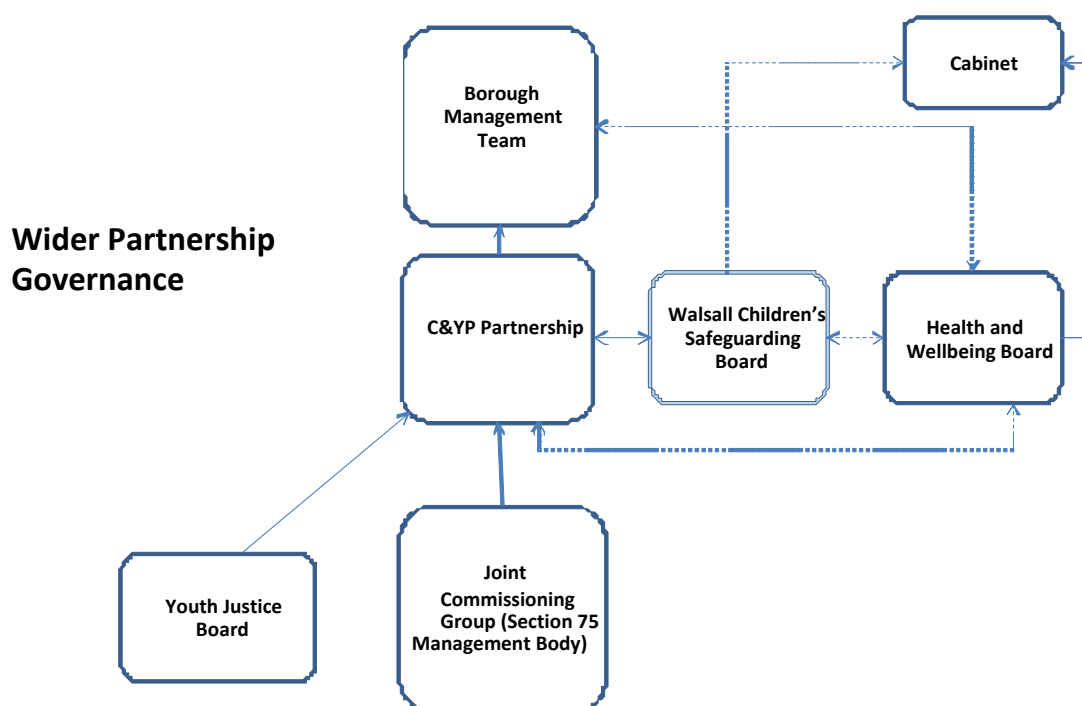 Borough
Management
Team
Cabinet
Wider Partnership
Governance
C&YP Partnership
Walsall Children's
Safeguarding
Board
Health and
Wellbeing Board
Youth Justice
Board
Joint
Commissioning
Group (Section 75
Management Body)